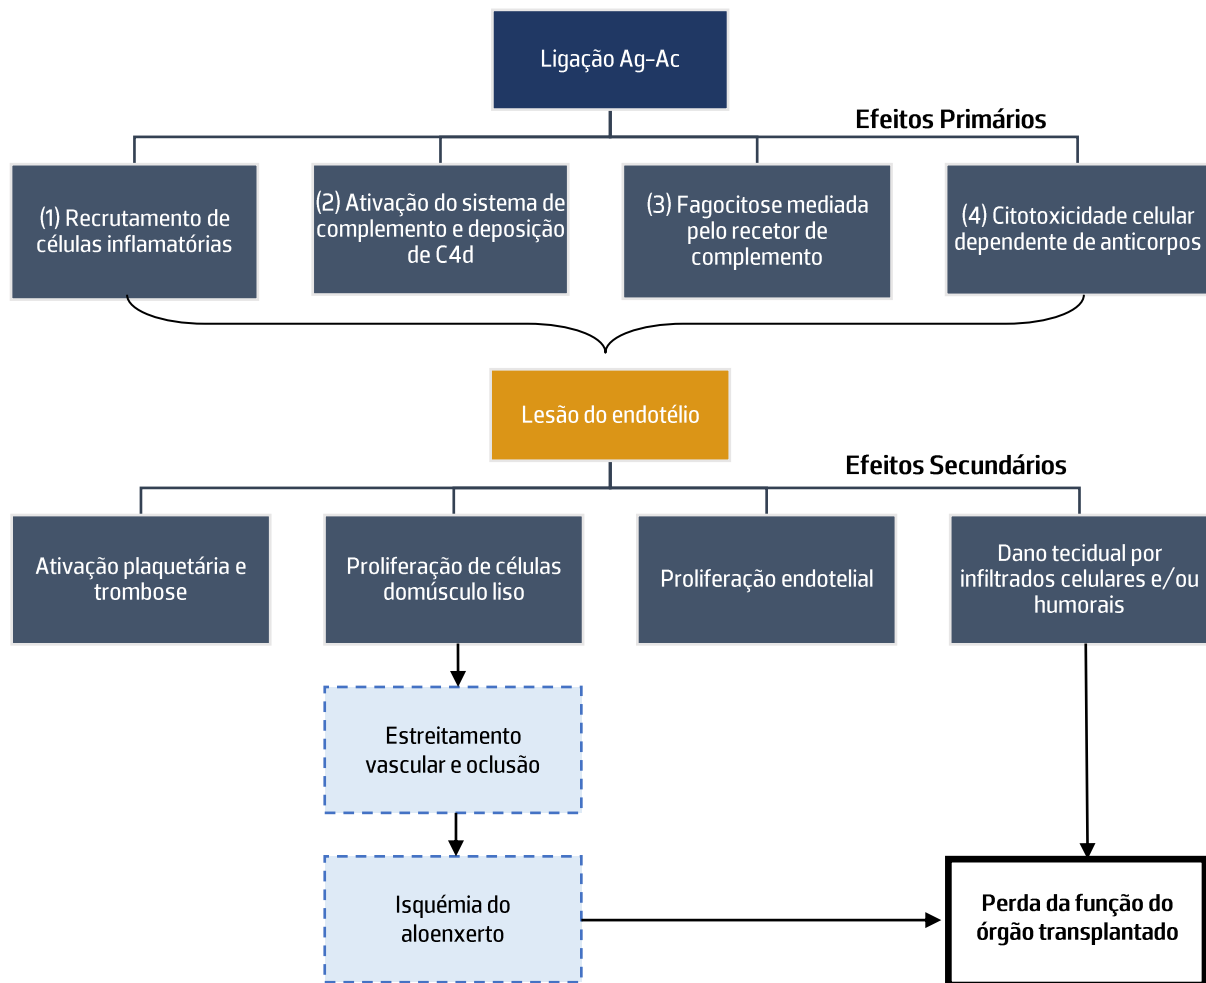 Ligação Ag-Ac
Efeitos Primários
(1) Recrutamento de
células inflamatórias
(2) Ativação do sistema de
complemento e deposição
de C4d
(3) Fagocitose mediada
pelo recetor de
complemento
(4) Citotoxicidade celular
dependente de anticorpos
Lesão do endotélio
Efeitos Secundários
Ativação plaquetária e
trombose
Proliferação de células
domúsculo liso
Proliferação endotelial
Dano tecidual por
infiltrados celulares e/ou
humorais
Estreitamento
vascular e oclusão
Isquémia do
aloenxerto
Perda da função do
órgão transplantado